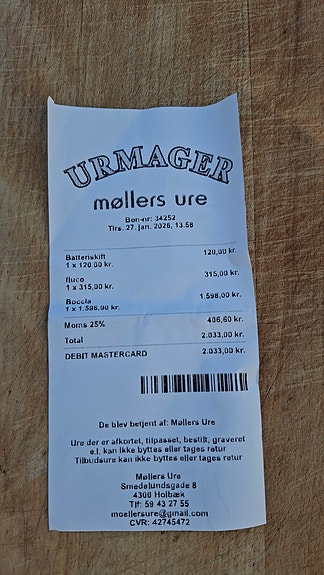 URMAGER
møllers ure
Bon-nr: 34252
Tirs. 27. jan. 2026, 13.58
Batteriskift 120,00 kr.
1 x 120,00 kr.
fluco 315,00 kr.
1 x 315,00 kr.
Boccia 1.598,00 kr.
1 x 1.598,00 kr.
Moms 25% 406,60 kr.
Total 2.033,00 kr.
DEBIT MASTERCARD 2.033,00 kr.
De blev betjent af: Møllers Ure
Ure der er afkortet, tilpasset, bestilt, graveret
e.l. kan ikke byttes eller tages retur
Tilbudsure kan ikke byttes eller tages retur
Møllers Ure
Smedelundsgade 8
4300 Holbæk
Tlf: 59 43 27 55
moellersure@gmail.com
CVR: 42745472